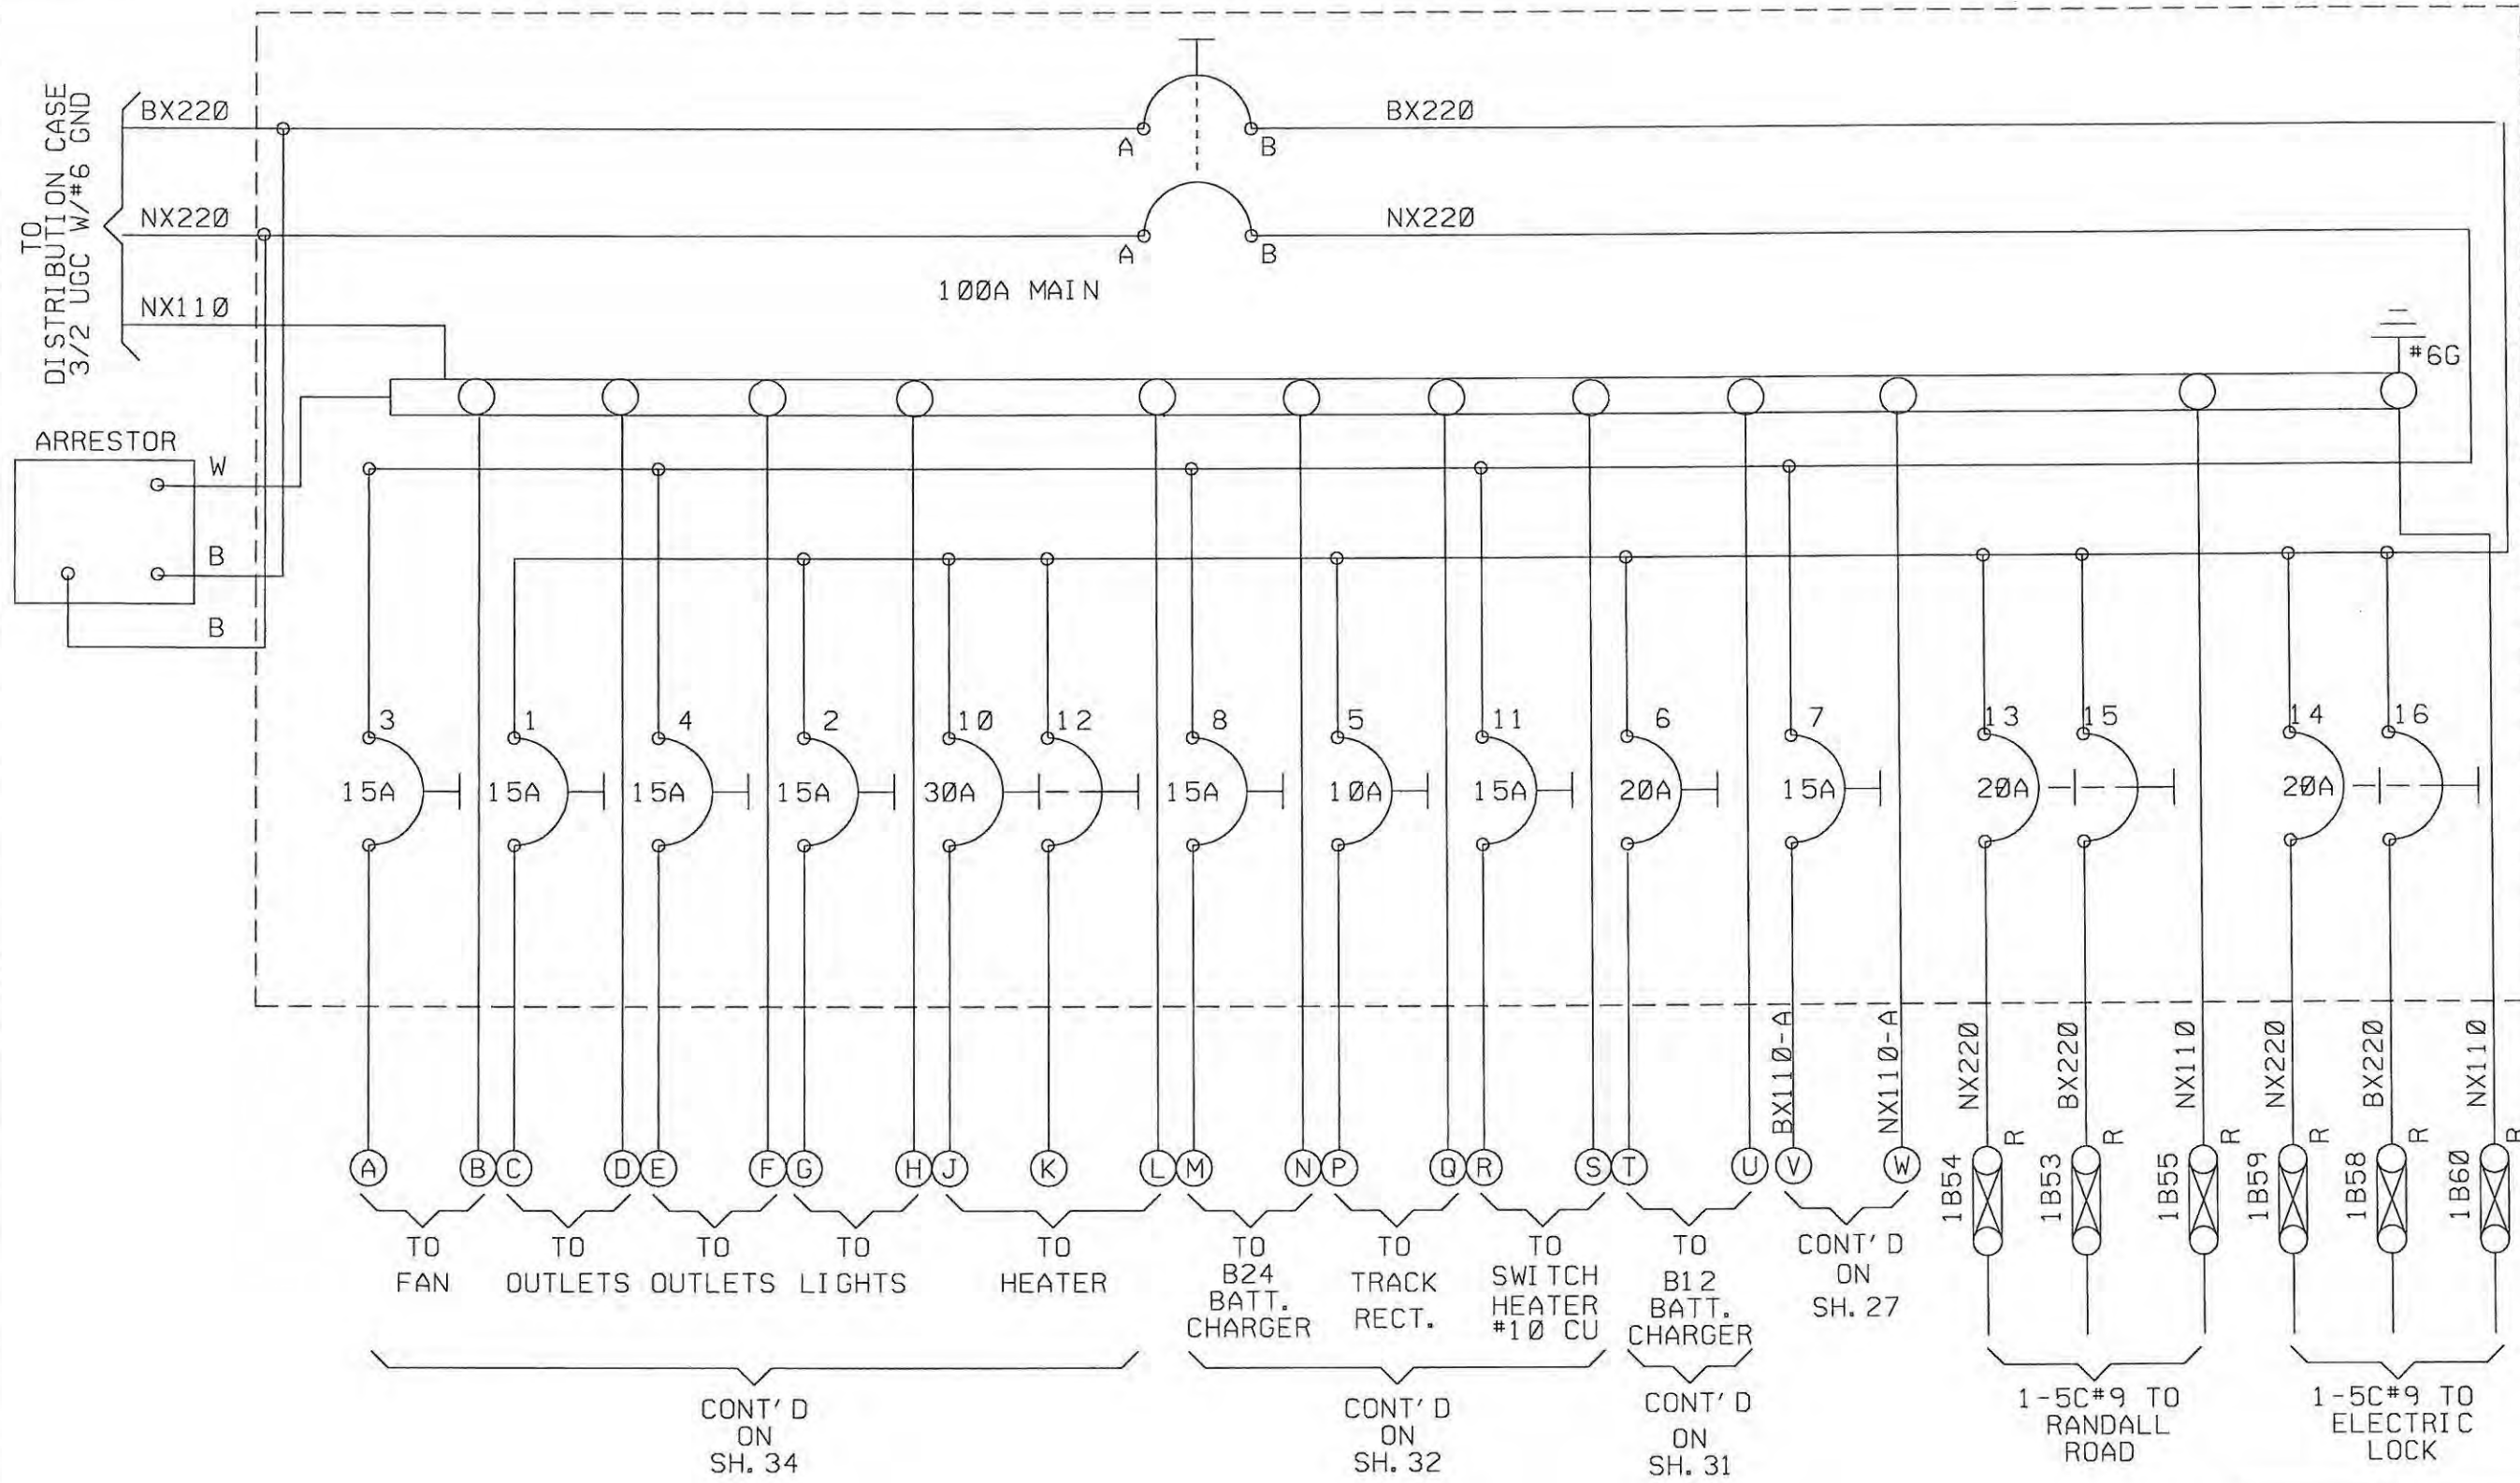 TO
DISTRIBUTION CASE
3/2 UGC W/#6 GND
BX220
NX220
NX110
A
B
BX220
A
B
NX220
100A MAIN
#6G
ARRESTOR
W
B
B
3
1
4
2
10
12
8
5
11
6
7
13
15
14
16
15A
15A
15A
15A
30A
15A
10A
15A
20A
15A
20A
20A
BX110-A
NX110-A
NX220
BX220
NX110
NX220
BX220
NX110
R
R
R
R
R
R
A
B
C
D
E
F
G
H
J
K
L
M
N
P
Q
R
S
T
U
V
W
1B54
1B53
1B55
1B59
1B58
1B60
TO
FAN
TO
OUTLETS
TO
OUTLETS
TO
LIGHTS
TO
HEATER
TO
B24
BATT.
CHARGER
TO
TRACK
RECT.
TO
SWITCH
HEATER
#10 CU
TO
B12
BATT.
CHARGER
CONT'D
ON
SH. 27
CONT'D
ON
SH. 34
CONT'D
ON
SH. 32
CONT'D
ON
SH. 31
1-5C#9 TO
RANDALL
ROAD
1-5C#9 TO
ELECTRIC
LOCK